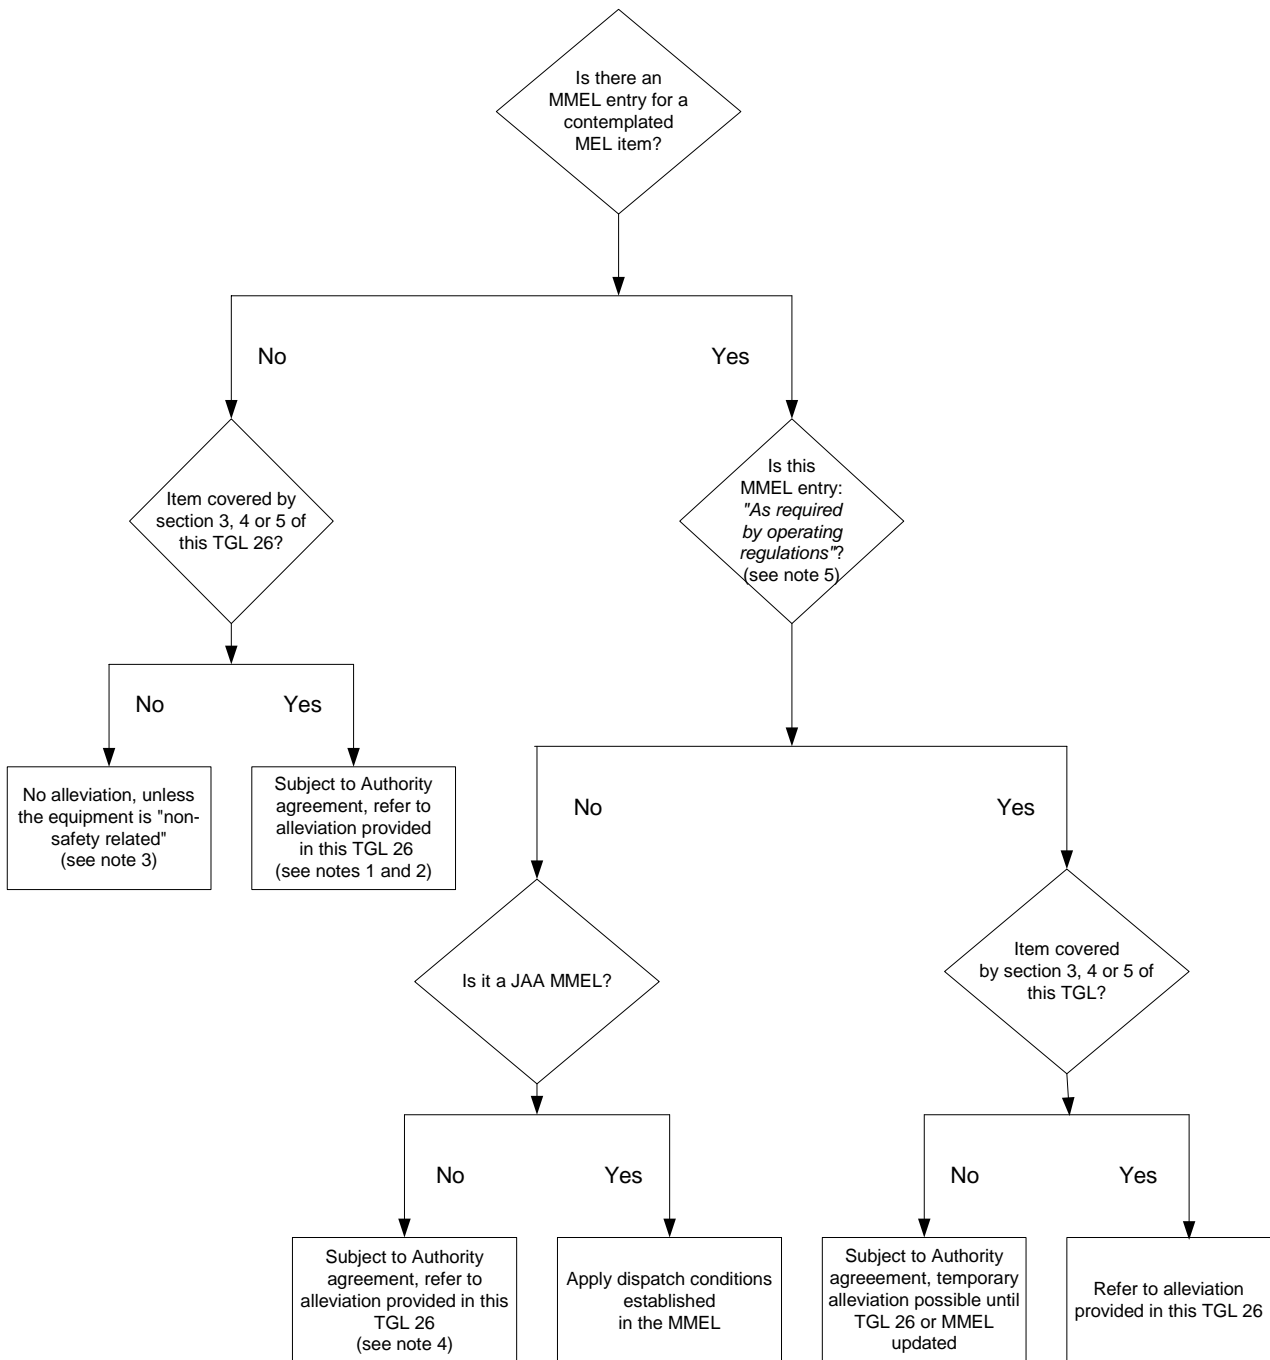 Is there an
MMEL entry for a
contemplated
MEL item?
No
Yes
Item covered by
section 3, 4 or 5 of
this TGL 26?
Is this
MMEL entry:
"As required
by operating
regulations"?
(see note 5)
No
Yes
No alleviation, unless
the equipment is "non-
safety related"
(see note 3)
Subject to Authority
agreement, refer to
alleviation provided
in this TGL 26
(see notes 1 and 2)
No
Yes
Is it a JAA MMEL?
Item covered
by section 3, 4 or 5 of
this TGL?
No
Yes
No
Yes
Subject to Authority
agreement, refer to
alleviation provided in this
TGL 26
(see note 4)
Apply dispatch conditions
established
in the MMEL
Subject to Authority
agreeement, temporary
alleviation possible until
TGL 26 or MMEL
updated
Refer to alleviation
provided in this TGL 26